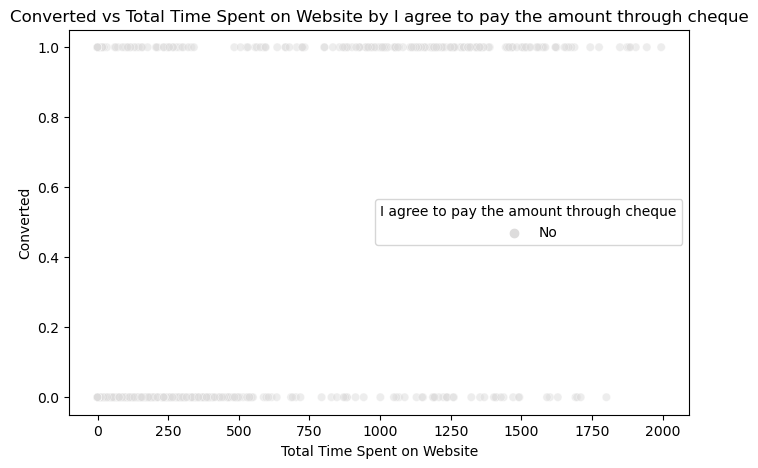 Converted vs Total Time Spent on Website by I agree to pay the amount through cheque
1.0
0.8
0.6
0.4
0.2
0.0
Converted
I agree to pay the amount through cheque
No
0 250 500 750 1000 1250 1500 1750 2000
Total Time Spent on Website